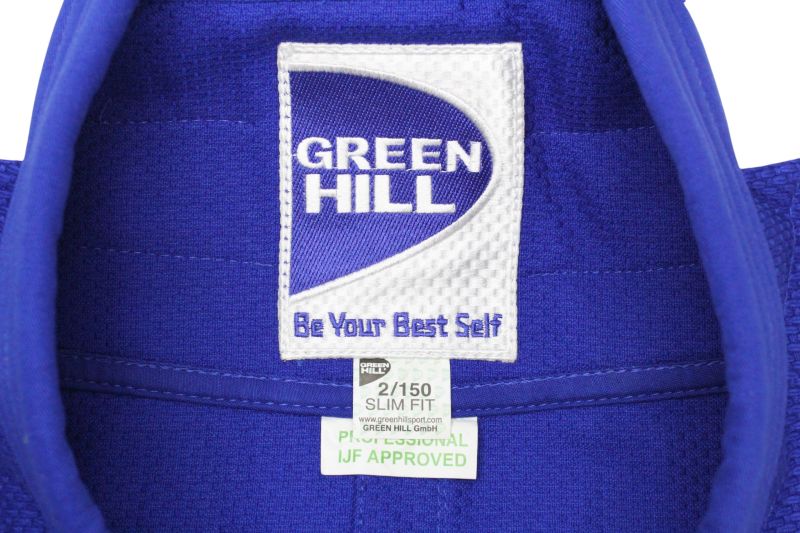 GREEN
HILL
Be Your Best Self
GREEN
HILL
2/150
SLIM FIT
www.greenhillsport.com
GREEN HILL GmbH
PROFESSIONAL
IJF APPROVED